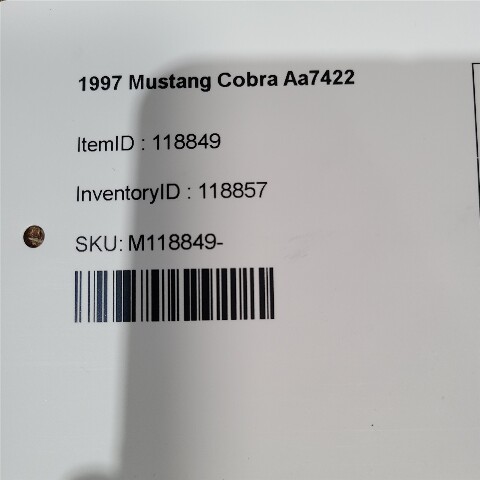 1997 Mustang Cobra Aa7422
ItemID : 118849
InventoryID : 118857
SKU: M118849-